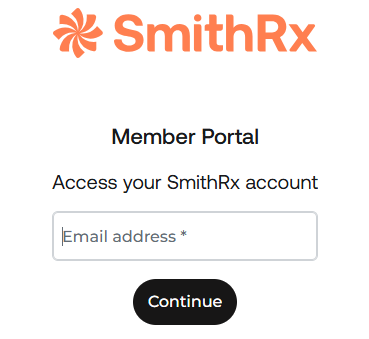 SmithRx
Member Portal
Access your SmithRx account
Email address *
Continue